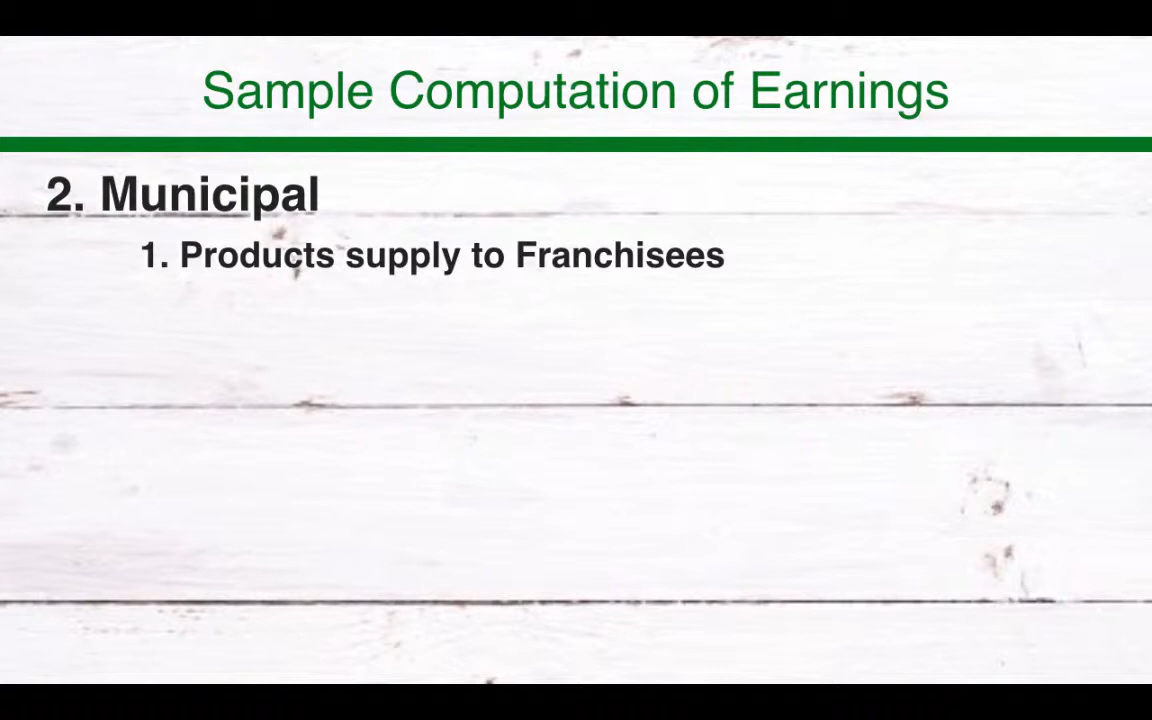 Sample Computation of Earnings
2. Municipal
1. Products supply to Franchisees